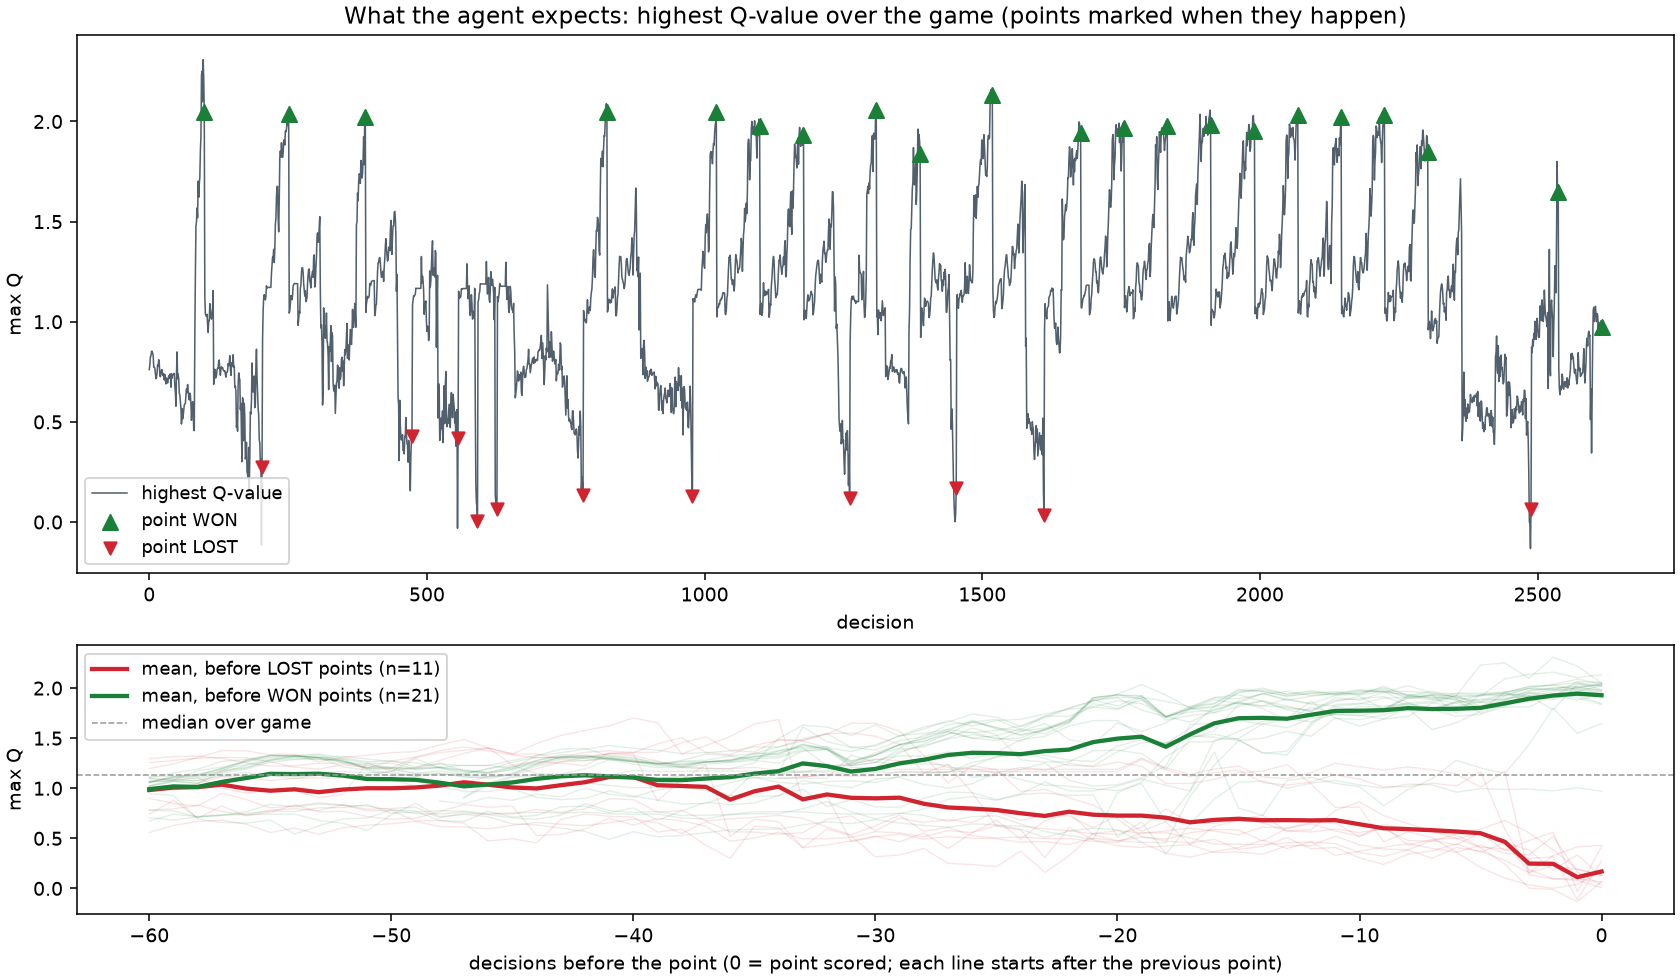 What the agent expects: highest Q-value over the game (points marked when they happen)
max Q
2.0
1.5
1.0
0.5
0.0
highest Q-value
point WON
point LOST
0
500
1000
1500
2000
2500
decision
max Q
2.0
1.5
1.0
0.5
0.0
mean, before LOST points (n=11)
mean, before WON points (n=21)
median over game
−60
−50
−40
−30
−20
−10
0
decisions before the point (0 = point scored; each line starts after the previous point)